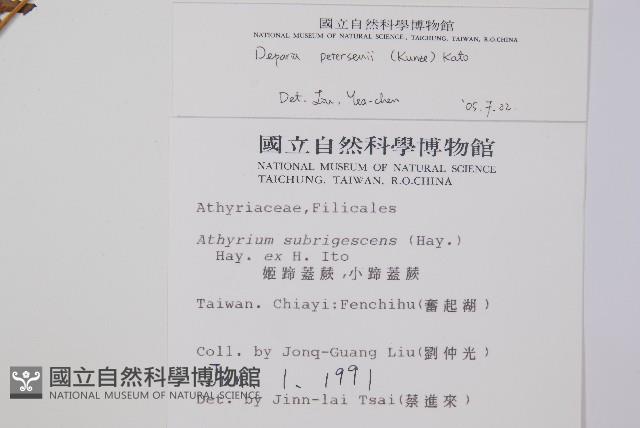 國立自然科學博物館
NATIONAL MUSEUM OF NATURAL SCIENCE, TAICHUNG, TAIWAN, R.O.CHINA
Deparia petersenii (Kunze) Kato
Det. Liu, Yea-chen '05.7.22.
國立自然科學博物館
NATIONAL MUSEUM OF NATURAL SCIENCE
TAICHUNG, TAIWAN, R.O.CHINA
Athyriaceae,Filicales
Athyrium subrigescens (Hay.)
Hay. ex H. Ito
姬蹄蓋蕨,小蹄蓋蕨
Taiwan. Chiayi:Fenchihu(奮起湖)
Coll. by Jonq-Guang Liu(劉仲光)
1. 1991
Det. by Jinn-lai Tsai(蔡進來)
國立自然科學博物館
NATIONAL MUSEUM OF NATURAL SCIENCE